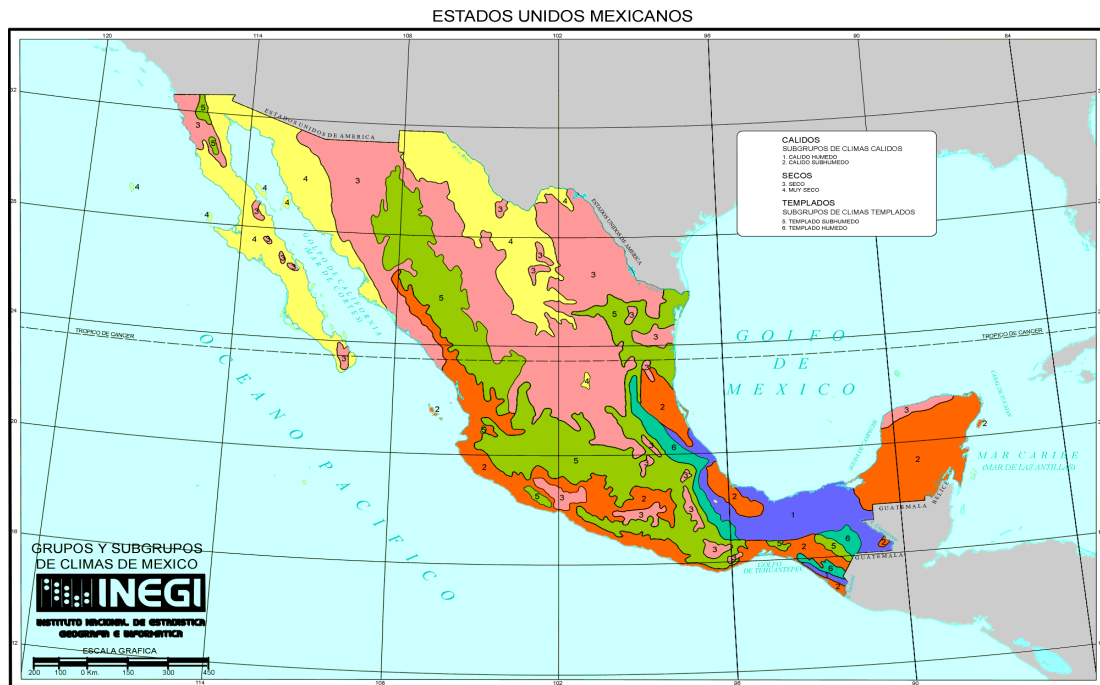 ESTADOS UNIDOS MEXICANOS
114
108
102
96
90
84
32
28
24
20
16
12
114
108
102
96
90
ESTADOS UNIDOS DE AMERICA
ESTADOS UNIDOS DE AMERICA
CALIDOS
SUBGRUPOS DE CLIMAS CALIDOS
1. CALIDO HUMEDO
2. CALIDO SUBHUMEDO
SECOS
3. SECO
4. MUY SECO
TEMPLADOS
SUBGRUPOS DE CLIMAS TEMPLADOS
5. TEMPLADO SUBHUMEDO
6. TEMPLADO HUMEDO
GOLFO DE CALIFORNIA
(MAR DE CORTES)
TROPICO DE CANCER
TROPICO DE CANCER
GOLFO
DE
MEXICO
OCEANO PACIFICO
MAR CARIBE
(MAR DE LAS ANTILLAS)
BELICE
GUATEMALA
GUATEMALA
GOLFO
DE TEHUANTEPEC
GRUPOS Y SUBGRUPOS
DE CLIMAS DE MEXICO
INEGI
INSTITUTO NACIONAL DE ESTADISTICA
GEOGRAFIA E INFORMATICA
ESCALA GRAFICA
200 100 0 Km. 150 300 450